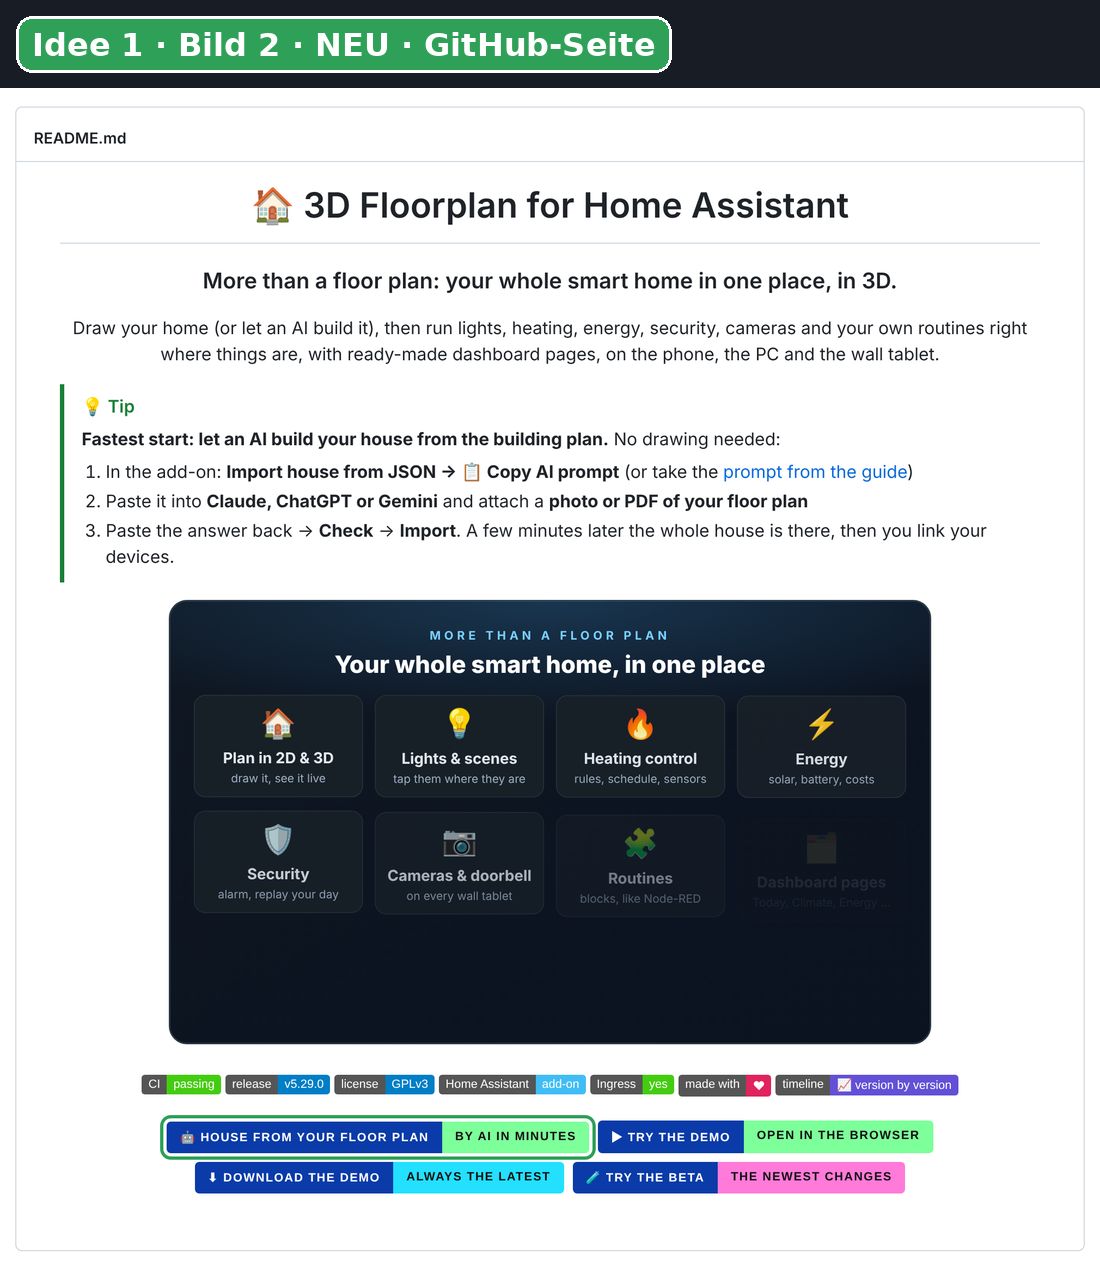 Idee 1 · Bild 2 · NEU · GitHub-Seite
README.md
🏠 3D Floorplan for Home Assistant
More than a floor plan: your whole smart home in one place, in 3D.
Draw your home (or let an AI build it), then run lights, heating, energy, security, cameras and your own routines right
where things are, with ready-made dashboard pages, on the phone, the PC and the wall tablet.
💡 Tip
Fastest start: let an AI build your house from the building plan. No drawing needed:
1. In the add-on: Import house from JSON → 📋 Copy AI prompt (or take the prompt from the guide)
2. Paste it into Claude, ChatGPT or Gemini and attach a photo or PDF of your floor plan
3. Paste the answer back → Check → Import. A few minutes later the whole house is there, then you link your
devices.
MORE THAN A FLOOR PLAN
Your whole smart home, in one place
Plan in 2D & 3D
draw it, see it live
Lights & scenes
tap them where they are
Heating control
rules, schedule, sensors
Energy
solar, battery, costs
Security
alarm, replay your day
Cameras & doorbell
on every wall tablet
Routines
blocks, like Node-RED
Dashboard pages
Today, Climate, Energy ...
CI passing release v5.29.0 license GPLv3 Home Assistant add-on Ingress yes made with ♥ timeline 📈 version by version
🤖 HOUSE FROM YOUR FLOOR PLAN BY AI IN MINUTES ▶ TRY THE DEMO OPEN IN THE BROWSER
⬇ DOWNLOAD THE DEMO ALWAYS THE LATEST 🧪 TRY THE BETA THE NEWEST CHANGES